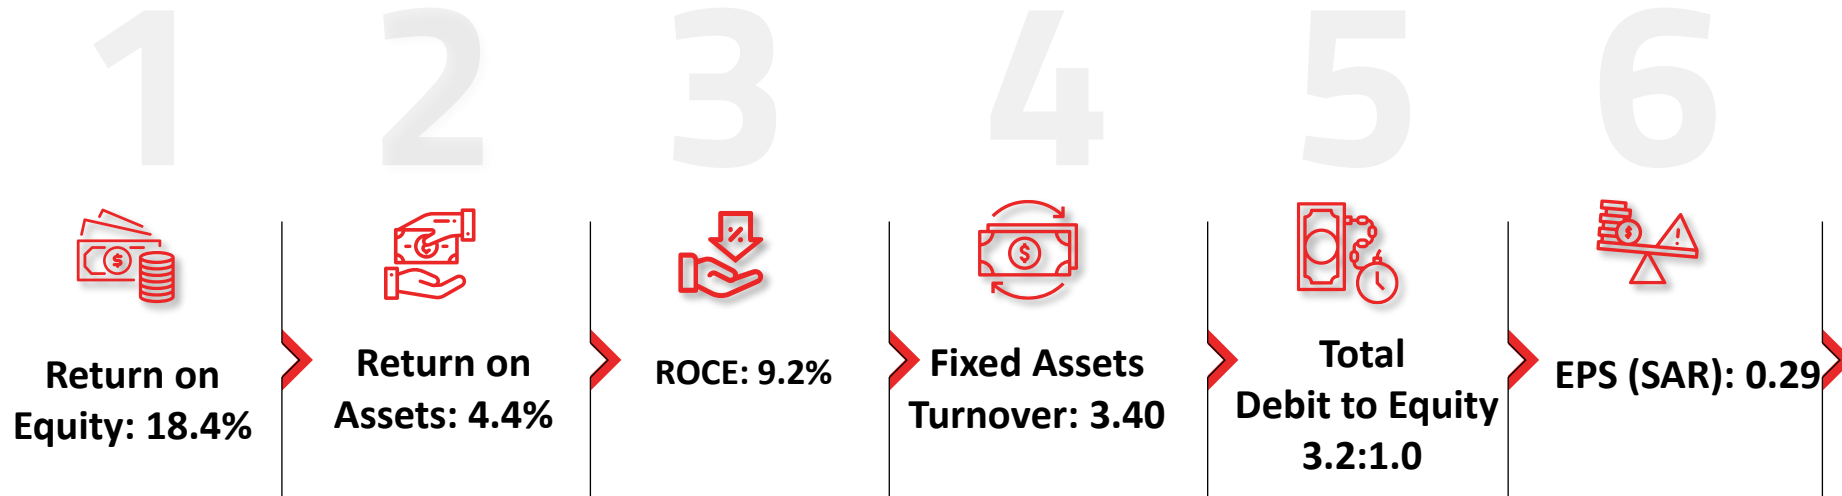 1
2
3
4
5
6
Return on
Equity: 18.4%
Return on
Assets: 4.4%
ROCE: 9.2%
Fixed Assets
Turnover: 3.40
Total
Debit to Equity
3.2:1.0
EPS (SAR): 0.29